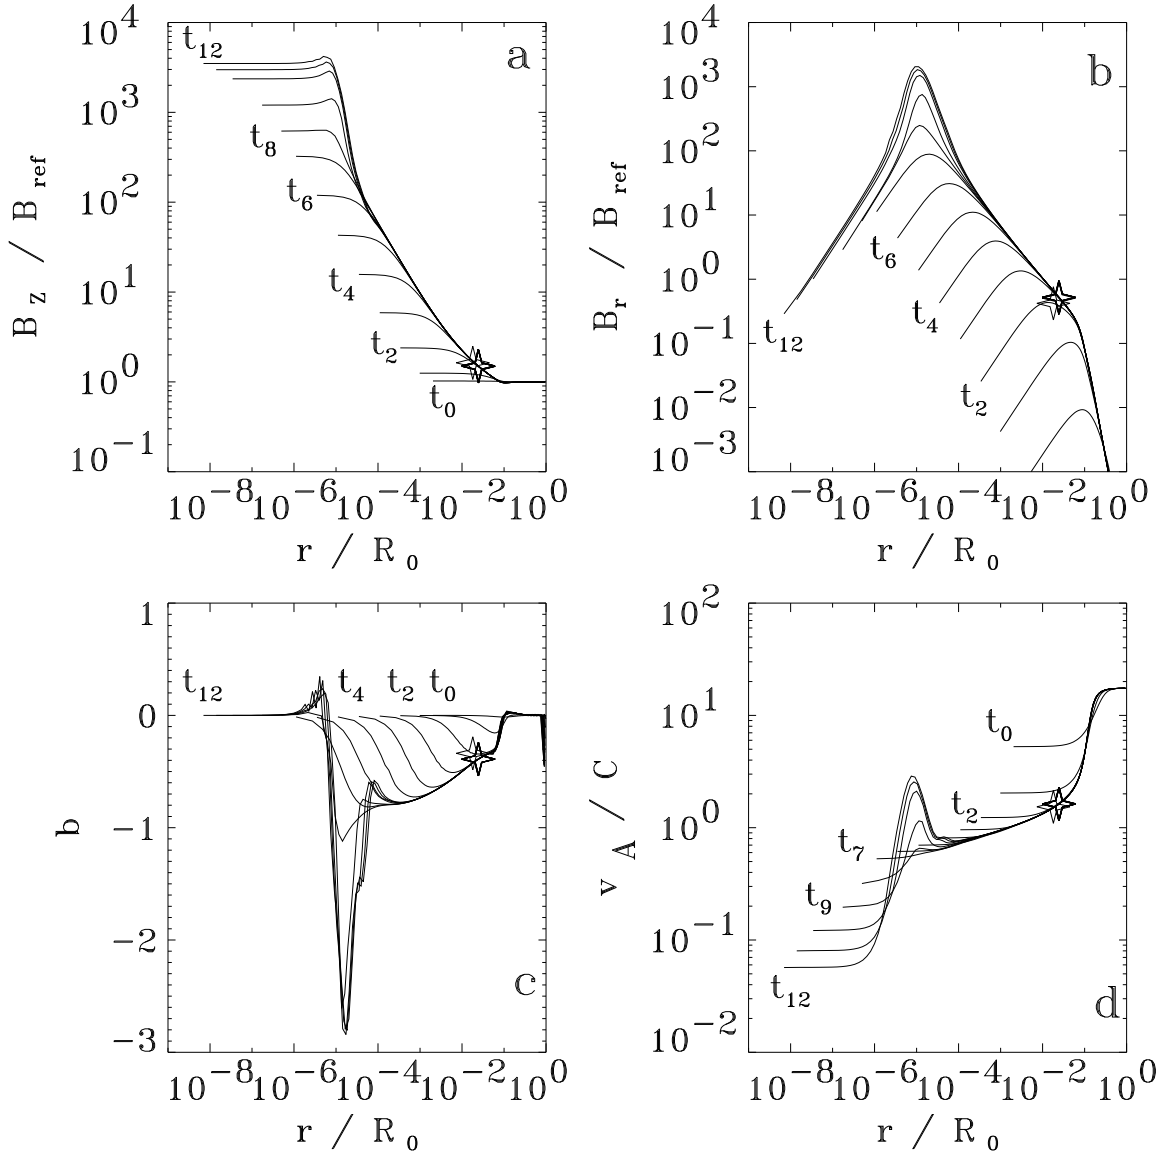 10^4
10^3
10^2
10^1
10^0
10^-1
B_Z / B_ref
t_12
t_8
t_6
t_4
t_2
t_0
a
10^-8 10^-6 10^-4 10^-2 10^0
r / R_0
10^4
10^3
10^2
10^1
10^0
10^-1
10^-2
10^-3
B_r / B_ref
b
t_6
t_4
t_12
t_2
10^-8 10^-6 10^-4 10^-2 10^0
r / R_0
1
0
-1
-2
-3
b
t_12 t_4 t_2 t_0
c
10^-8 10^-6 10^-4 10^-2 10^0
r / R_0
10^2
10^1
10^0
10^-1
10^-2
v_A / C
t_0
t_2
t_7
t_9
t_12
d
10^-8 10^-6 10^-4 10^-2 10^0
r / R_0